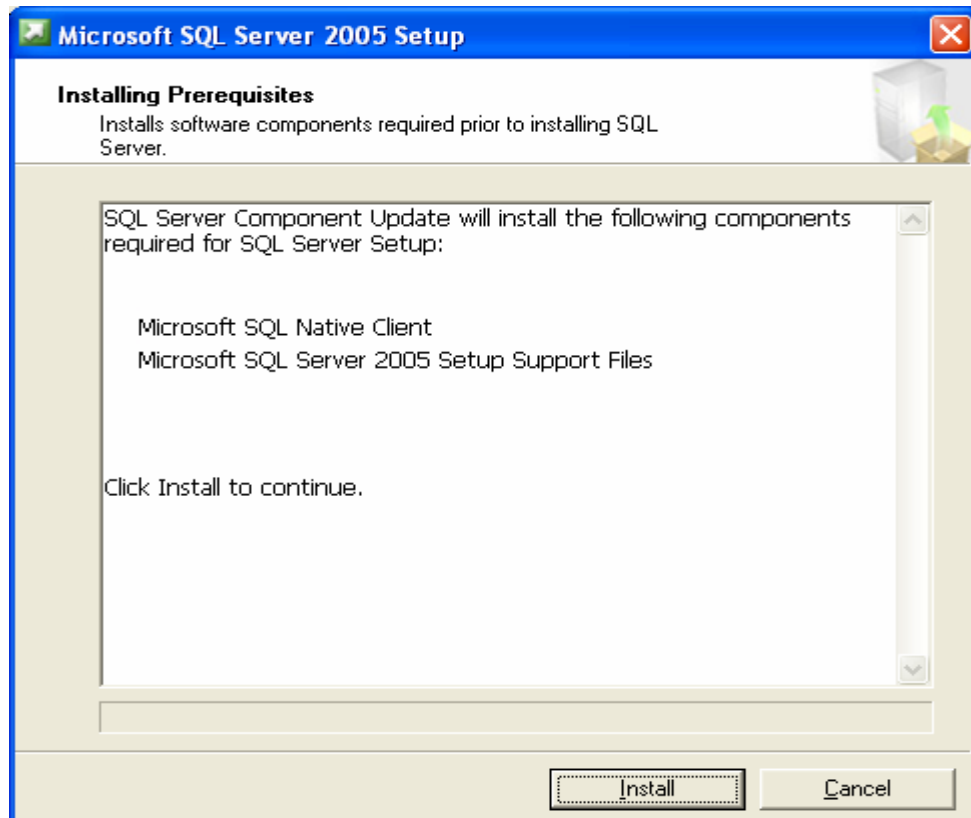 Microsoft SQL Server 2005 Setup
Installing Prerequisites
Installs software components required prior to installing SQL
Server.
SQL Server Component Update will install the following components
required for SQL Server Setup:
Microsoft SQL Native Client
Microsoft SQL Server 2005 Setup Support Files
Click Install to continue.
Install
Cancel